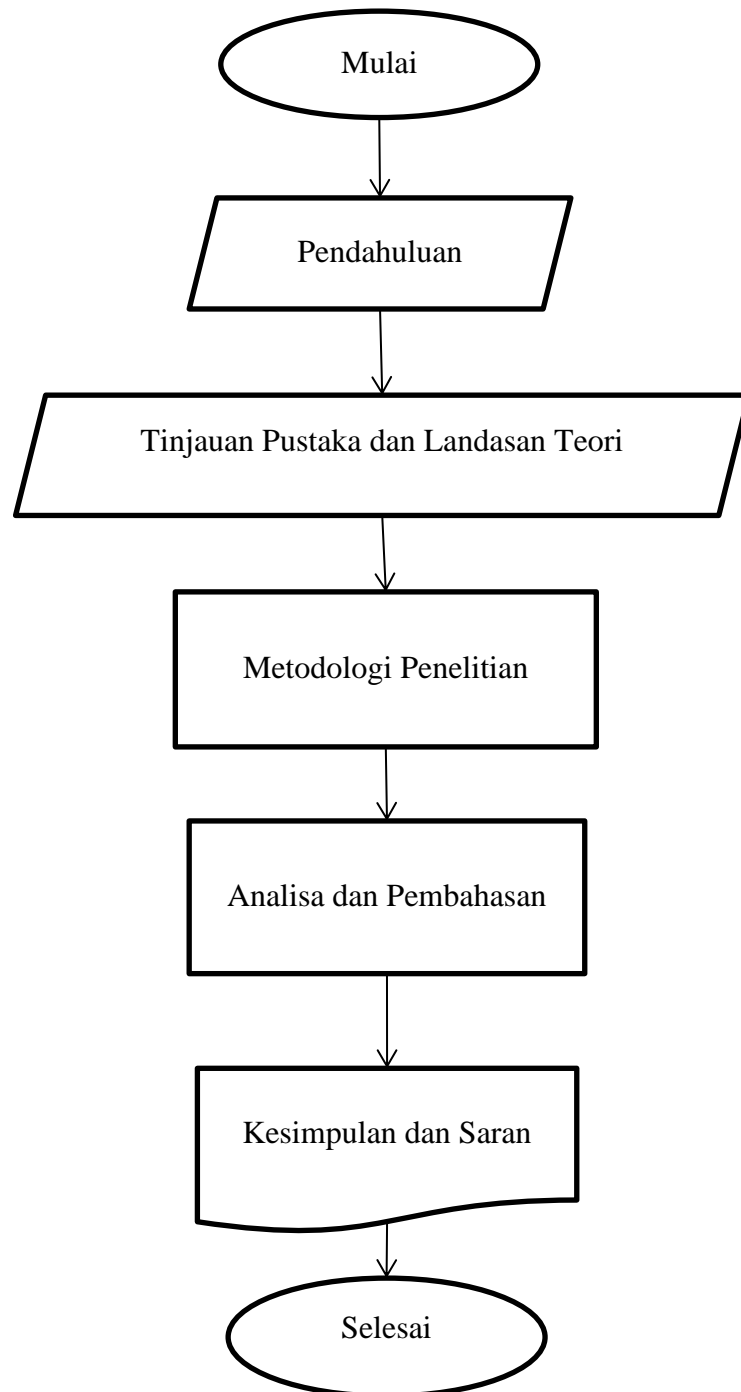 Mulai
Pendahuluan
Tinjauan Pustaka dan Landasan Teori
Metodologi Penelitian
Analisa dan Pembahasan
Kesimpulan dan Saran
Selesai